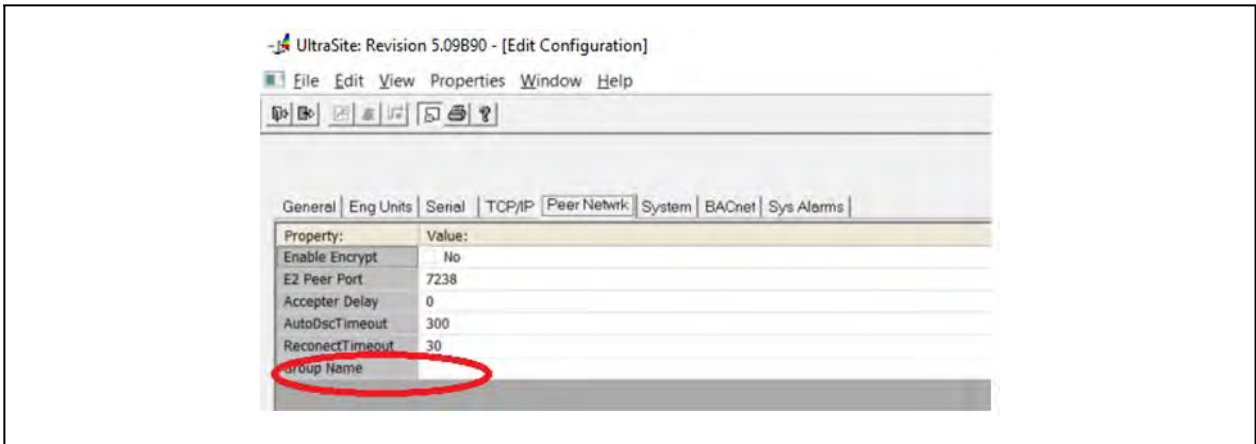 UltraSite: Revision 5.09B90 - [Edit Configuration]
File Edit View Properties Window Help
General Eng Units Serial TCP/IP Peer Netwrk System BACnet Sys Alarms
Property: Value:
Enable Encrypt No
E2 Peer Port 7238
Accepter Delay 0
AutoDscTimeout 300
ReconectTimeout 30
Group Name